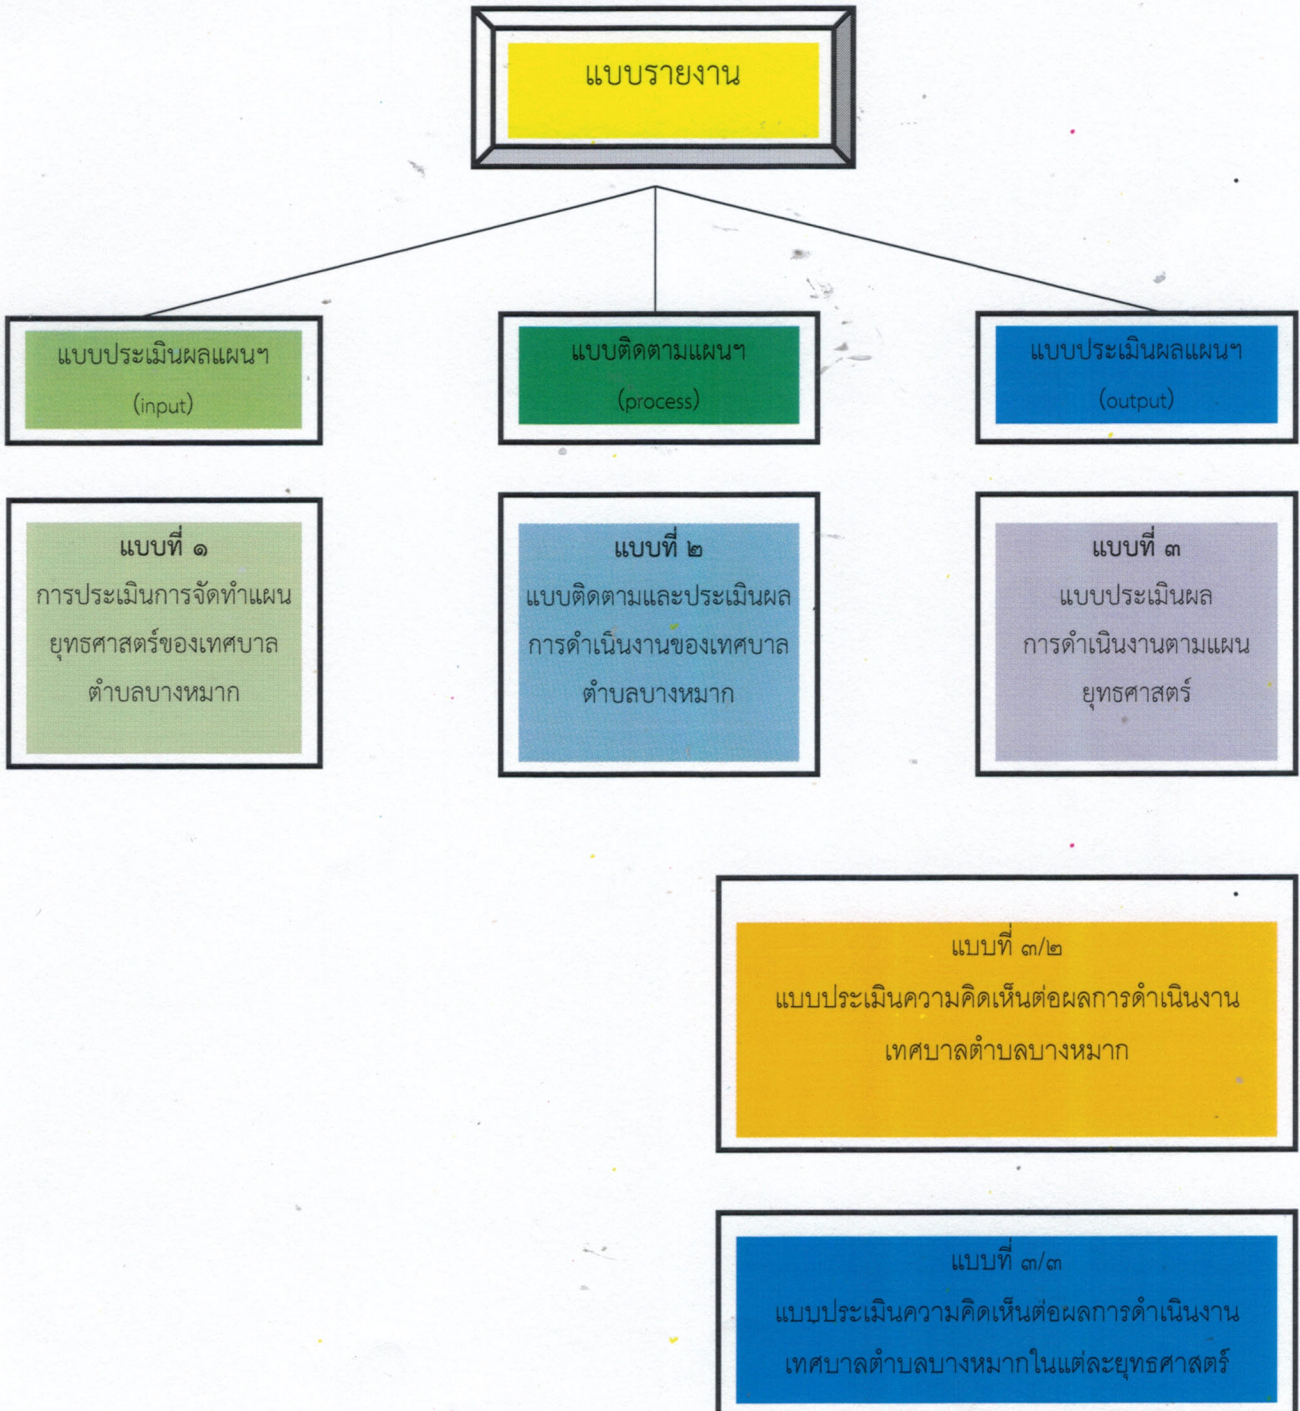 แบบรายงาน
แบบประเมินผลแผนฯ
(input)
แบบติดตามแผนฯ
(process)
แบบประเมินผลแผนฯ
(output)
แบบที่ ๑
การประเมินการจัดทำแผน
ยุทธศาสตร์ของเทศบาล
ตำบลบางหมาก
แบบที่ ๒
แบบติดตามและประเมินผล
การดำเนินงานของเทศบาล
ตำบลบางหมาก
แบบที่ ๓
แบบประเมินผล
การดำเนินงานตามแผน
ยุทธศาสตร์
แบบที่ ๓/๒
แบบประเมินความคิดเห็นต่อผลการดำเนินงาน
เทศบาลตำบลบางหมาก
แบบที่ ๓/๓
แบบประเมินความคิดเห็นต่อผลการดำเนินงาน
เทศบาลตำบลบางหมากในแต่ละยุทธศาสตร์